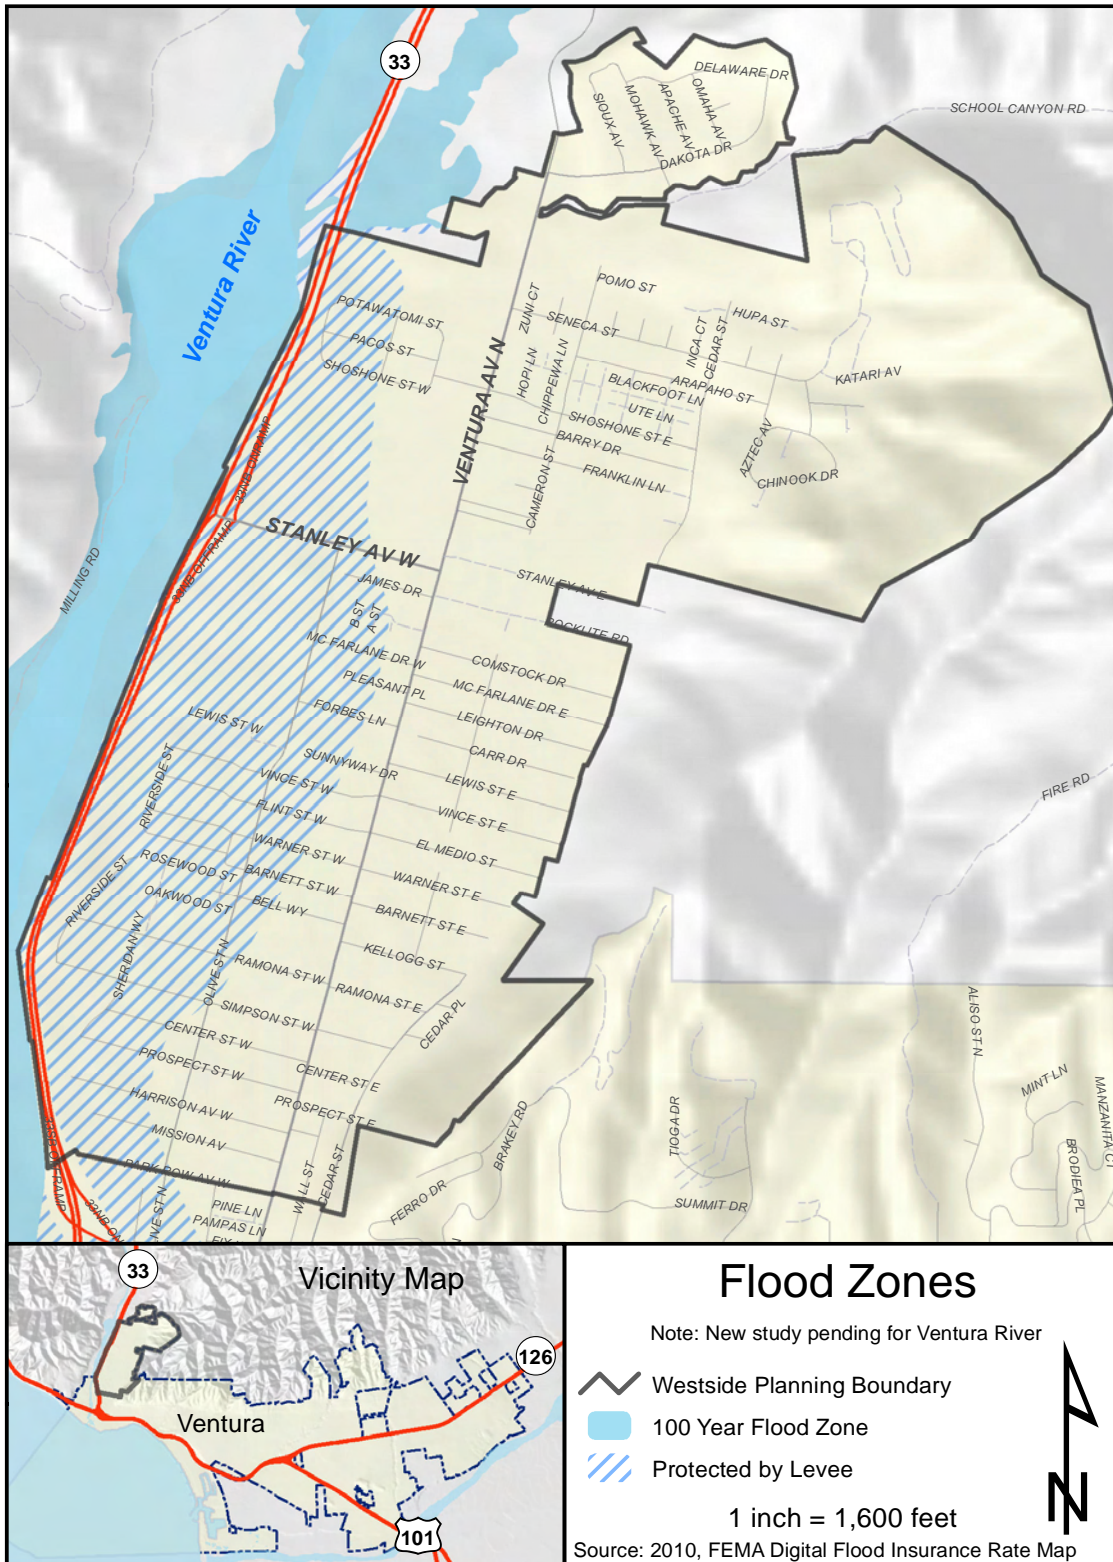 33
DELAWARE DR
SIOUX AV
MOHAWK AV
APACHE AV
OMAHA AV
DAKOTA DR
SCHOOL CANYON RD
Ventura River
POTAWATOMI ST
PACOS ST
SHOSHONE ST W
ZUNI CT
POMO ST
SENECA ST
HUPA ST
INCA CT
CEDAR ST
HOPI LN
CHIPPEWA LN
VENTURA AV N
ARAPAHO ST
KATARI AV
BLACKFOOT LN
UTE LN
SHOSHONE ST E
BARRY DR
FRANKLIN LN
CAMERON ST
AZTEC AV
CHINOOK DR
33NB ONRAMP
33NB OFFRAMP
STANLEY AV W
MILLING RD
STANLEY AV E
JAMES DR
B ST
A ST
ROCKLITE RD
MC FARLANE DR W
COMSTOCK DR
PLEASANT PL
MC FARLANE DR E
FORBES LN
LEIGHTON DR
LEWIS ST W
CARR DR
SUNNYWAY DR
RIVERSIDE ST
VINCE ST W
LEWIS ST E
FIRE RD
FLINT ST W
VINCE ST E
WARNER ST W
EL MEDIO ST
ROSEWOOD ST
BARNETT ST W
WARNER ST E
RIVERSIDE ST
OAKWOOD ST
BELL WY
BARNETT ST E
SHERIDAN WY
OLIVE ST N
KELLOGG ST
RAMONA ST W
RAMONA ST E
SIMPSON ST W
CEDAR PL
ALISO ST N
CENTER ST W
PROSPECT ST W
CENTER ST E
MINT LN
MANZANITA CT
HARRISON AV W
PROSPECT ST E
TIOGA DR
BRAKEY RD
MISSION AV
BRODIEA PL
PARK ROW AV W
WALL ST
CEDAR ST
FERRO DR
SUMMIT DR
PINE LN
PAMPAS LN
33
Vicinity Map
126
Ventura
101
Flood Zones
Note: New study pending for Ventura River
Westside Planning Boundary
100 Year Flood Zone
Protected by Levee
N
1 inch = 1,600 feet
Source: 2010, FEMA Digital Flood Insurance Rate Map